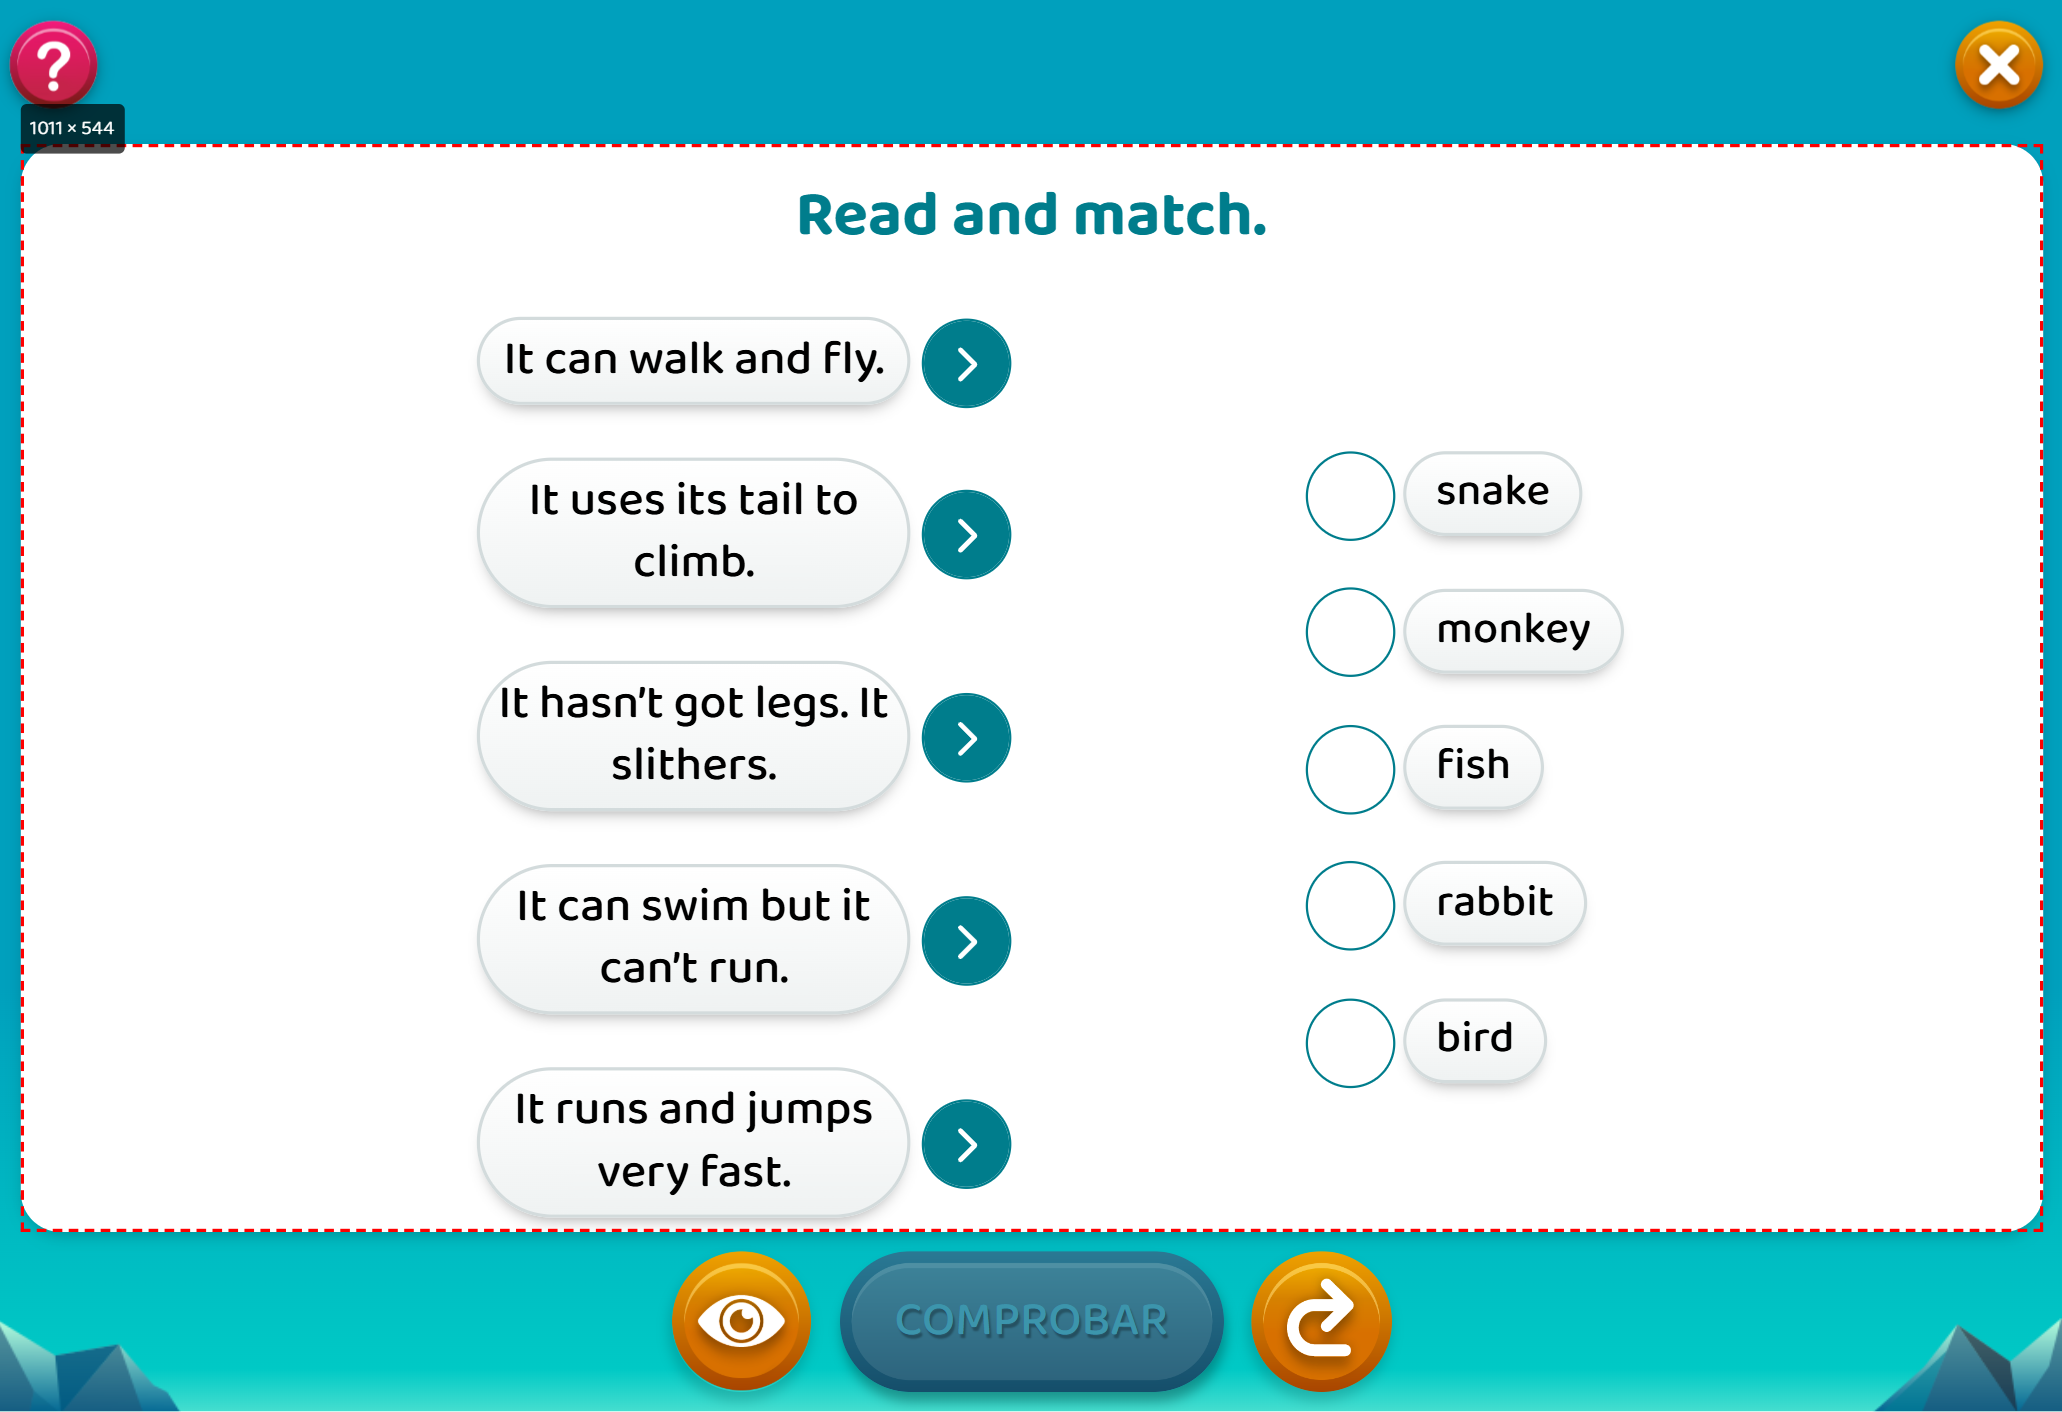 ?
1011 × 544
Read and match.
It can walk and fly.
It uses its tail to
climb.
It hasn't got legs. It
slithers.
It can swim but it
can't run.
It runs and jumps
very fast.
snake
monkey
fish
rabbit
bird
COMPROBAR